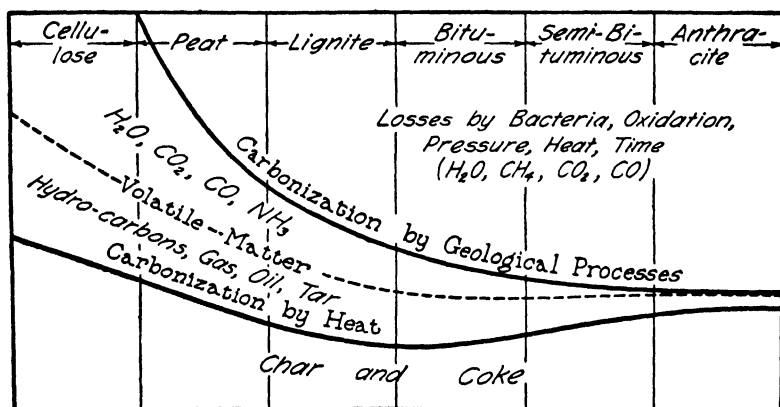 Cellu-
lose
Peat
Lignite
Bitu-
minous
Semi-Bi-
tuminous
Anthra-
cite
Losses by Bacteria, Oxidation,
Pressure, Heat, Time
(H₂O, CH₄, CO₂, CO)
H₂O, CO₂, CO, NH₃
Carbonization by Geological Processes
Volatile Matter
Hydro-carbons, Gas, Oil, Tar
Carbonization by Heat
Char and Coke